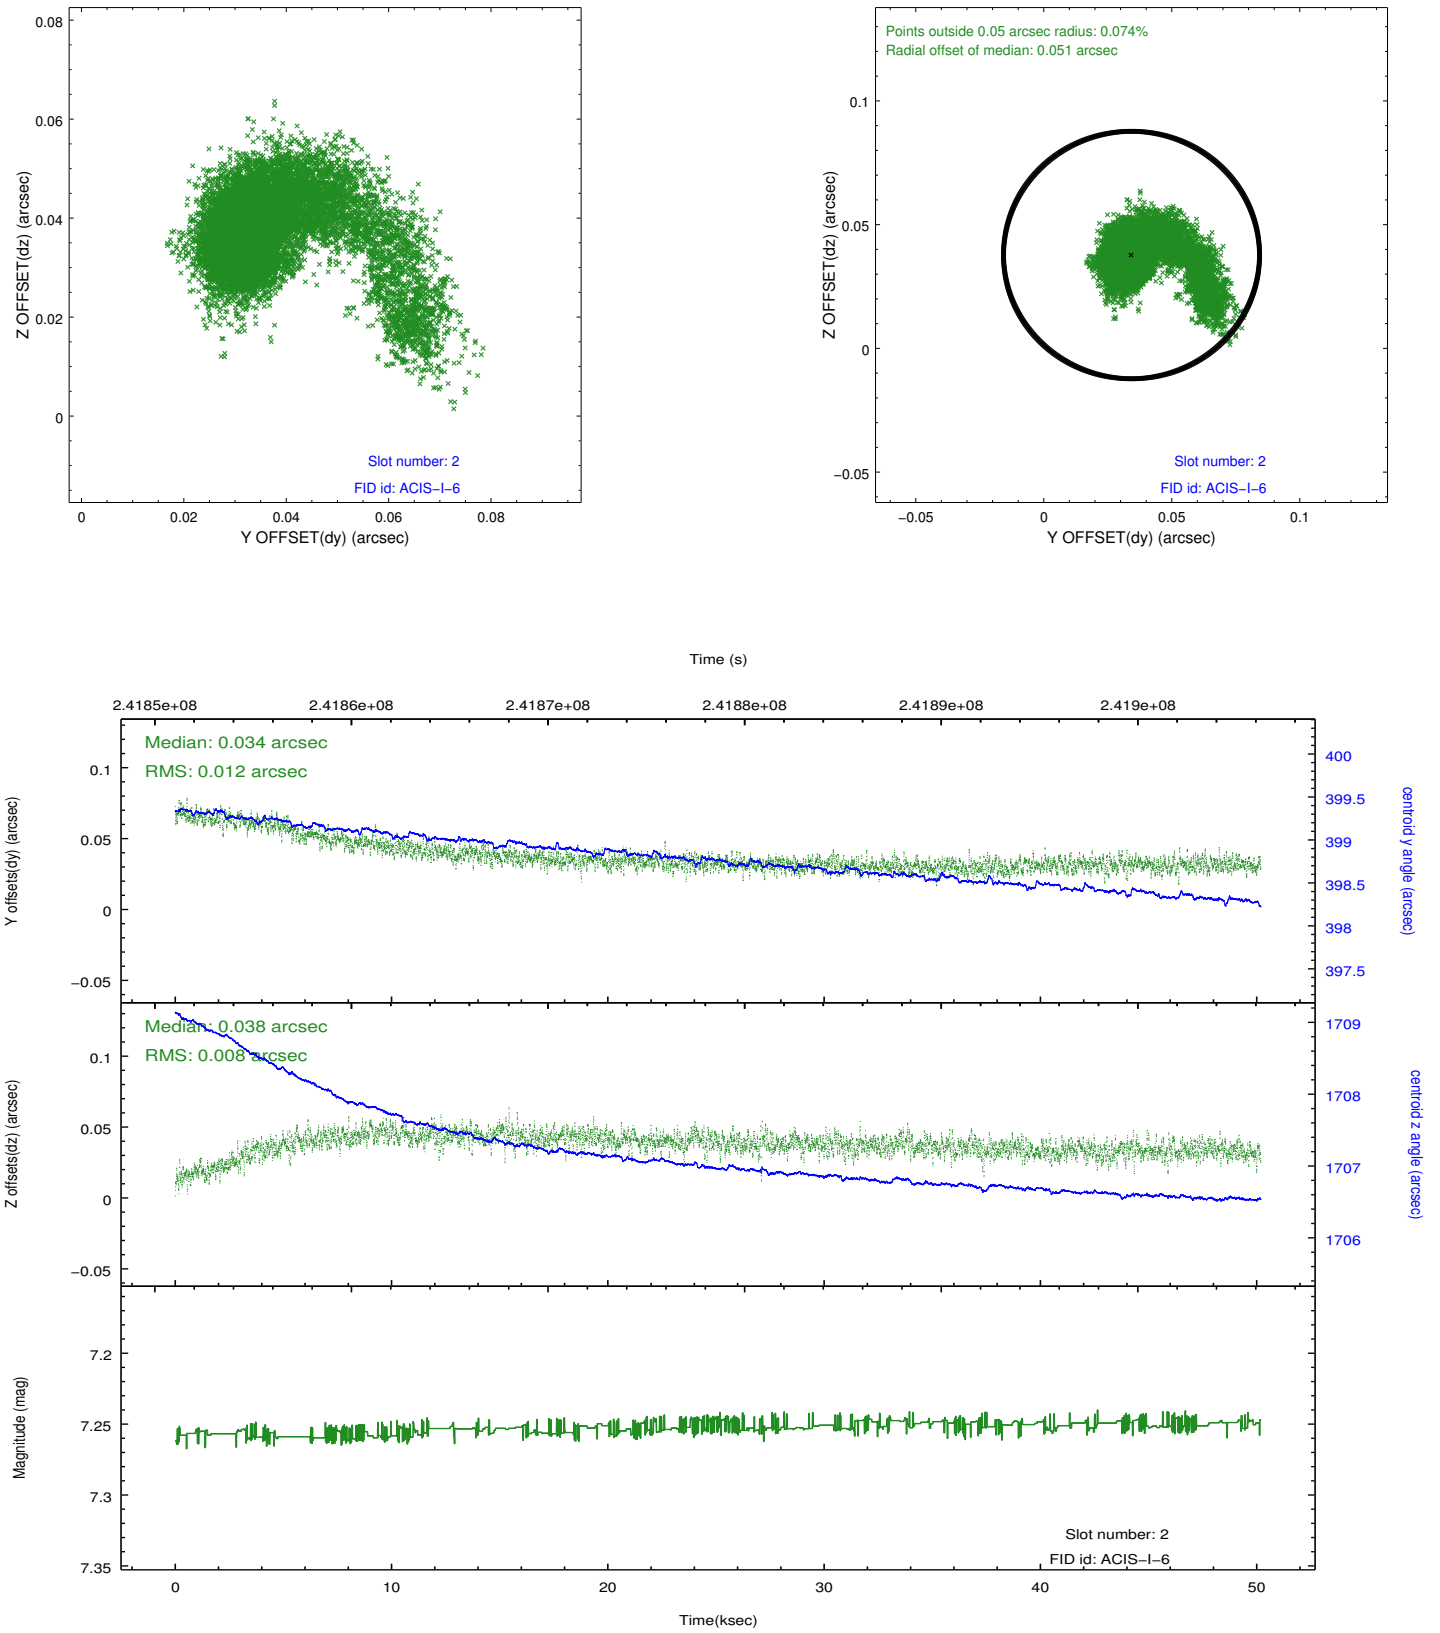 0.08
0.06
0.04
0.02
0
Z OFFSET(dz) (arcsec)
Slot number: 2
FID id: ACIS−I−6
0 0.02 0.04 0.06 0.08
Y OFFSET(dy) (arcsec)
Points outside 0.05 arcsec radius: 0.074%
Radial offset of median: 0.051 arcsec
0.1
0.05
0
−0.05
Z OFFSET(dz) (arcsec)
Slot number: 2
FID id: ACIS−I−6
−0.05 0 0.05 0.1
Y OFFSET(dy) (arcsec)
Time (s)
2.4185e+08 2.4186e+08 2.4187e+08 2.4188e+08 2.4189e+08 2.419e+08
Median: 0.034 arcsec
RMS: 0.012 arcsec
0.1
0.05
0
−0.05
Y offsets(dy) (arcsec)
400
399.5
399
398.5
398
397.5
centroid y angle (arcsec)
Median: 0.038 arcsec
RMS: 0.008 arcsec
0.1
0.05
0
−0.05
Z offsets(dz) (arcsec)
1709
1708
1707
1706
centroid z angle (arcsec)
7.2
7.25
7.3
7.35
Magnitude (mag)
Slot number: 2
FID id: ACIS−I−6
0 10 20 30 40 50
Time(ksec)